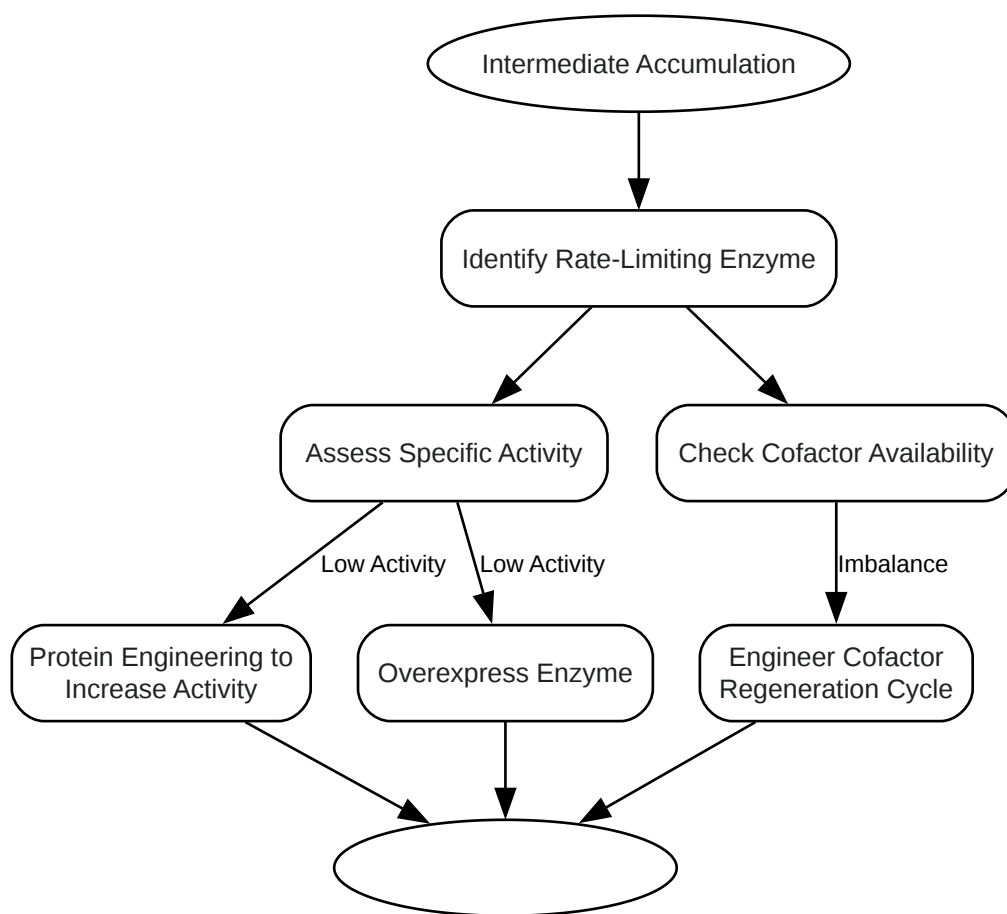 Intermediate Accumulation
Identify Rate-Limiting Enzyme
Assess Specific Activity
Check Cofactor Availability
Low Activity
Low Activity
Imbalance
Protein Engineering to
Increase Activity
Overexpress Enzyme
Engineer Cofactor
Regeneration Cycle